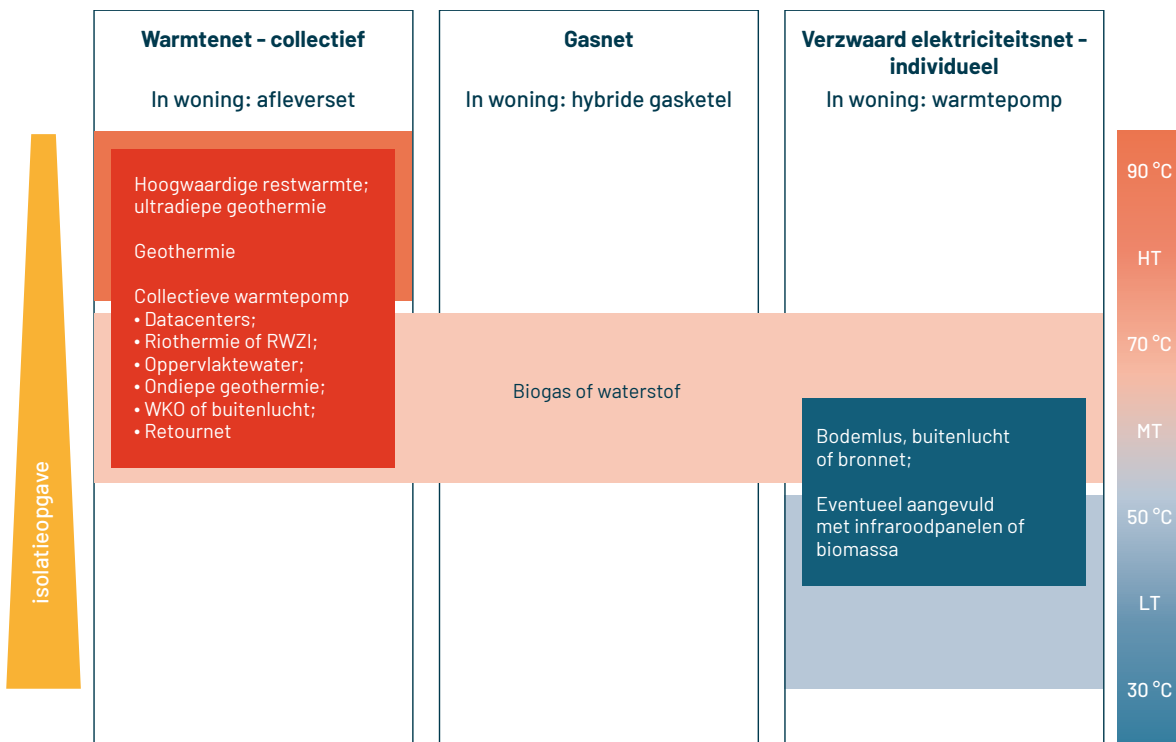 Warmtenet - collectief
In woning: afleverset
Gasnet
In woning: hybride gasketel
Verzwaard elektriciteitsnet -
individueel
In woning: warmtepomp
isolatieopgave
Hoogwaardige restwarmte;
ultradiepe geothermie
Geothermie
Collectieve warmtepomp
• Datacenters;
• Riothermie of RWZI;
• Oppervlaktewater;
• Ondiepe geothermie;
• WKO of buitenlucht;
• Retournet
Biogas of waterstof
Bodemlus, buitenlucht
of bronnet;
Eventueel aangevuld
met infraroodpanelen of
biomassa
90 °C
HT
70 °C
MT
50 °C
LT
30 °C